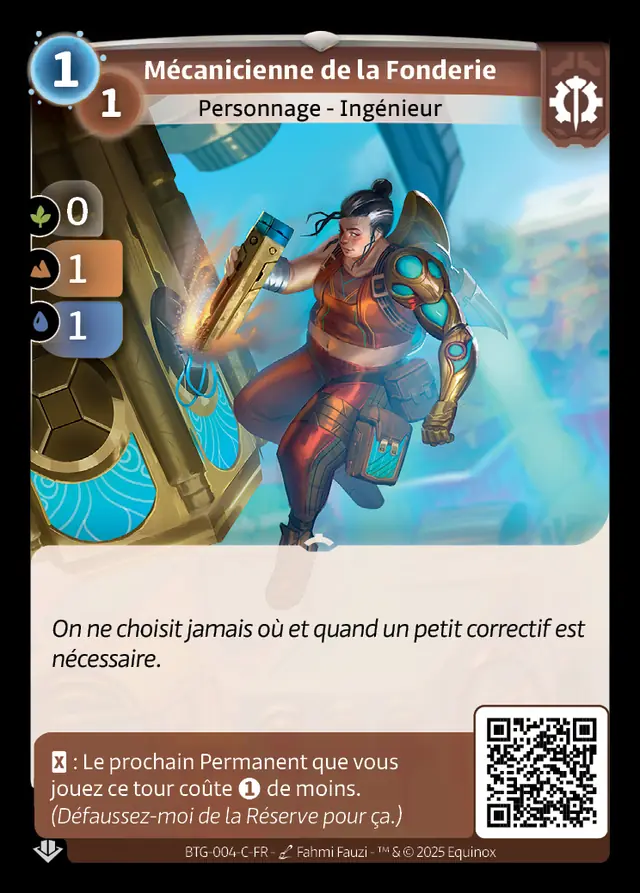 1
Mécanicienne de la Fonderie
1
Personnage - Ingénieur
0
1
1
On ne choisit jamais où et quand un petit correctif est
nécessaire.
X : Le prochain Permanent que vous
jouez ce tour coûte 1 de moins.
(Défaussez-moi de la Réserve pour ça.)
BTG-004-C-FR - Fahmi Fauzi - ™ & © 2025 Equinox